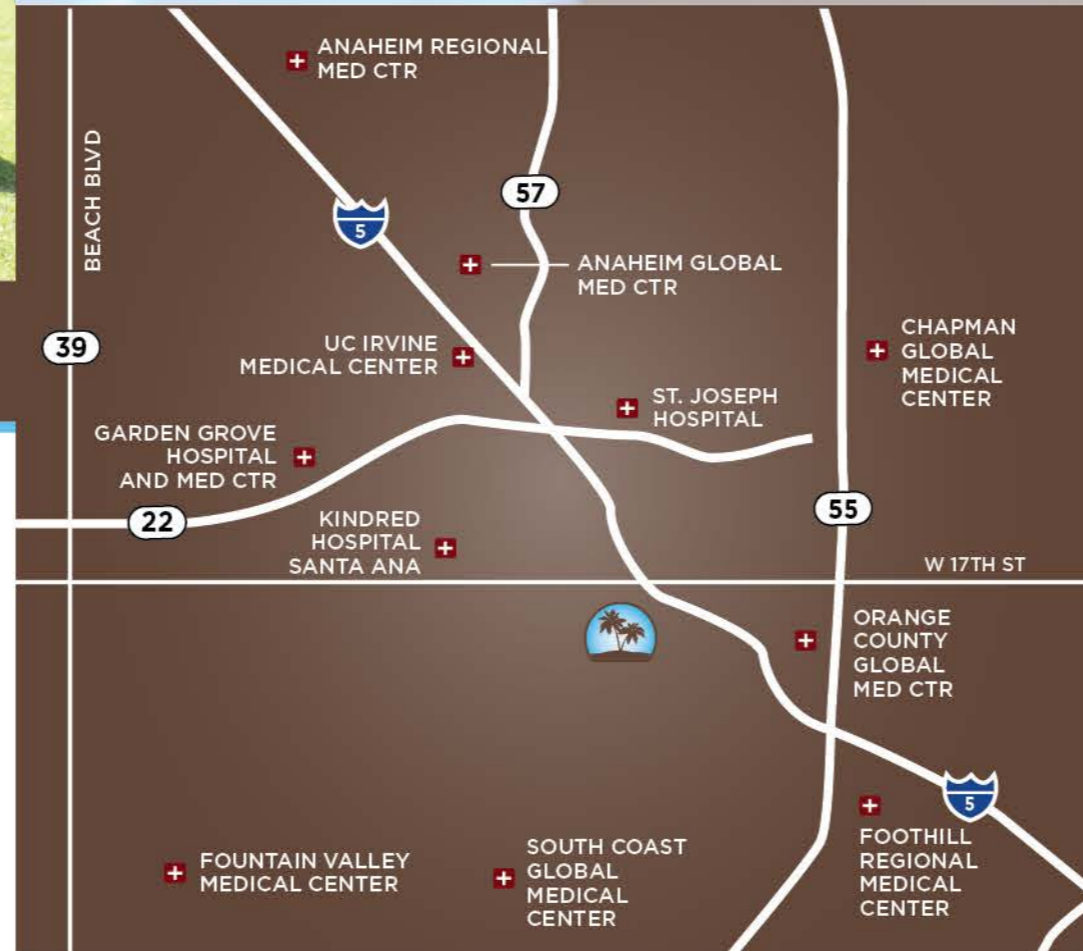 ANAHEIM REGIONAL
MED CTR
BEACH BLVD
57
5
ANAHEIM GLOBAL
MED CTR
39
UC IRVINE
MEDICAL CENTER
CHAPMAN
GLOBAL
MEDICAL
CENTER
ST. JOSEPH
HOSPITAL
GARDEN GROVE
HOSPITAL
AND MED CTR
22
55
KINDRED
HOSPITAL
SANTA ANA
W 17TH ST
ORANGE
COUNTY
GLOBAL
MED CTR
5
FOUNTAIN VALLEY
MEDICAL CENTER
SOUTH COAST
GLOBAL
MEDICAL
CENTER
FOOTHILL
REGIONAL
MEDICAL
CENTER